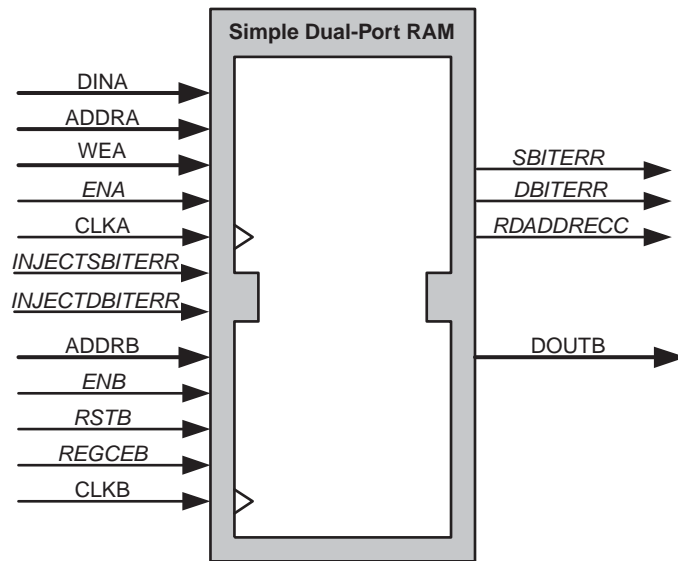 Simple Dual-Port RAM
DINA
ADDRA
WEA
ENA
CLKA
INJECTSBITERR
INJECTDBITERR
ADDRB
ENB
RSTB
REGCEB
CLKB
SBITERR
DBITERR
RDADDRECC
DOUTB